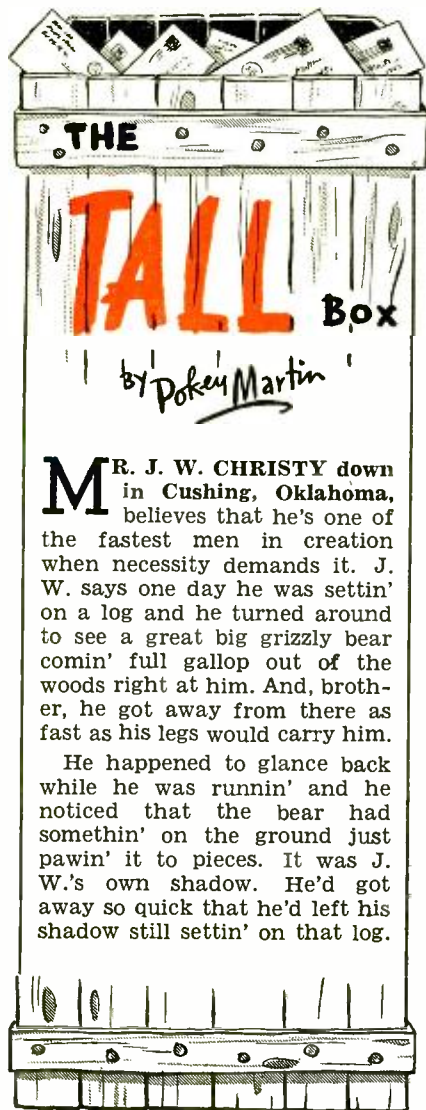 THE
TALL
BOX
by Pokey Martin
MR. J. W. CHRISTY down
in Cushing, Oklahoma,
believes that he's one of
the fastest men in creation
when necessity demands it. J.
W. says one day he was settin'
on a log and he turned around
to see a great big grizzly bear
comin' full gallop out of the
woods right at him. And, broth-
er, he got away from there as
fast as his legs would carry him.
He happened to glance back
while he was runnin' and he
noticed that the bear had
somethin' on the ground just
pawin' it to pieces. It was J.
W.'s own shadow. He'd got
away so quick that he'd left his
shadow still settin' on that log.